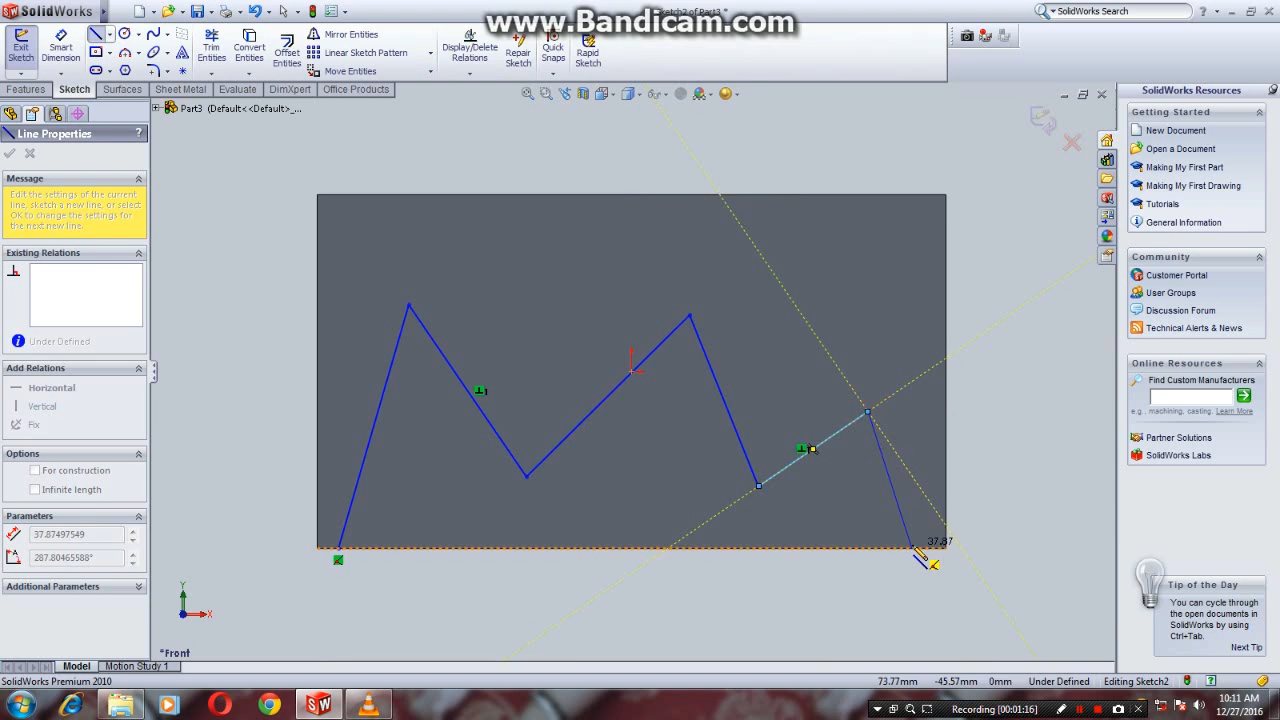 www.Bandicam.com
SolidWorks
Sketch2 of Part3 *
SolidWorks Search
Exit Sketch
Smart Dimension
Trim Entities
Convert Entities
Offset Entities
Mirror Entities
Linear Sketch Pattern
Move Entities
Display/Delete Relations
Repair Sketch
Quick Snaps
Rapid Sketch
Features
Sketch
Surfaces
Sheet Metal
Evaluate
DimXpert
Office Products
Part3 (Default<<Default>_...
Line Properties
?
Message
Edit the settings of the current
line, sketch a new line, or select
OK to change the settings for
the next new line.
Existing Relations
Under Defined
Add Relations
Horizontal
Vertical
Fix
Options
For construction
Infinite length
Parameters
37.87497549
287.80465588°
Additional Parameters
37.87
Y
X
*Front
SolidWorks Resources
Getting Started
New Document
Open a Document
Making My First Part
Making My First Drawing
Tutorials
General Information
Community
Customer Portal
User Groups
Discussion Forum
Technical Alerts & News
Online Resources
Find Custom Manufacturers
e.g., machining, casting. Learn More
Partner Solutions
SolidWorks Labs
Tip of the Day
You can cycle through
the open documents in
SolidWorks by using
Ctrl+Tab.
Next Tip
Model
Motion Study 1
SolidWorks Premium 2010
73.77mm
-45.57mm
0mm
Under Defined
Editing Sketch2
Recording [00:01:16]
10:11 AM
12/27/2016